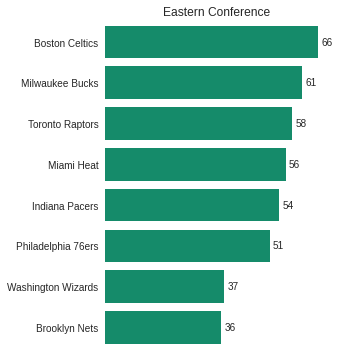 Eastern Conference
Boston Celtics 66
Milwaukee Bucks 61
Toronto Raptors 58
Miami Heat 56
Indiana Pacers 54
Philadelphia 76ers 51
Washington Wizards 37
Brooklyn Nets 36